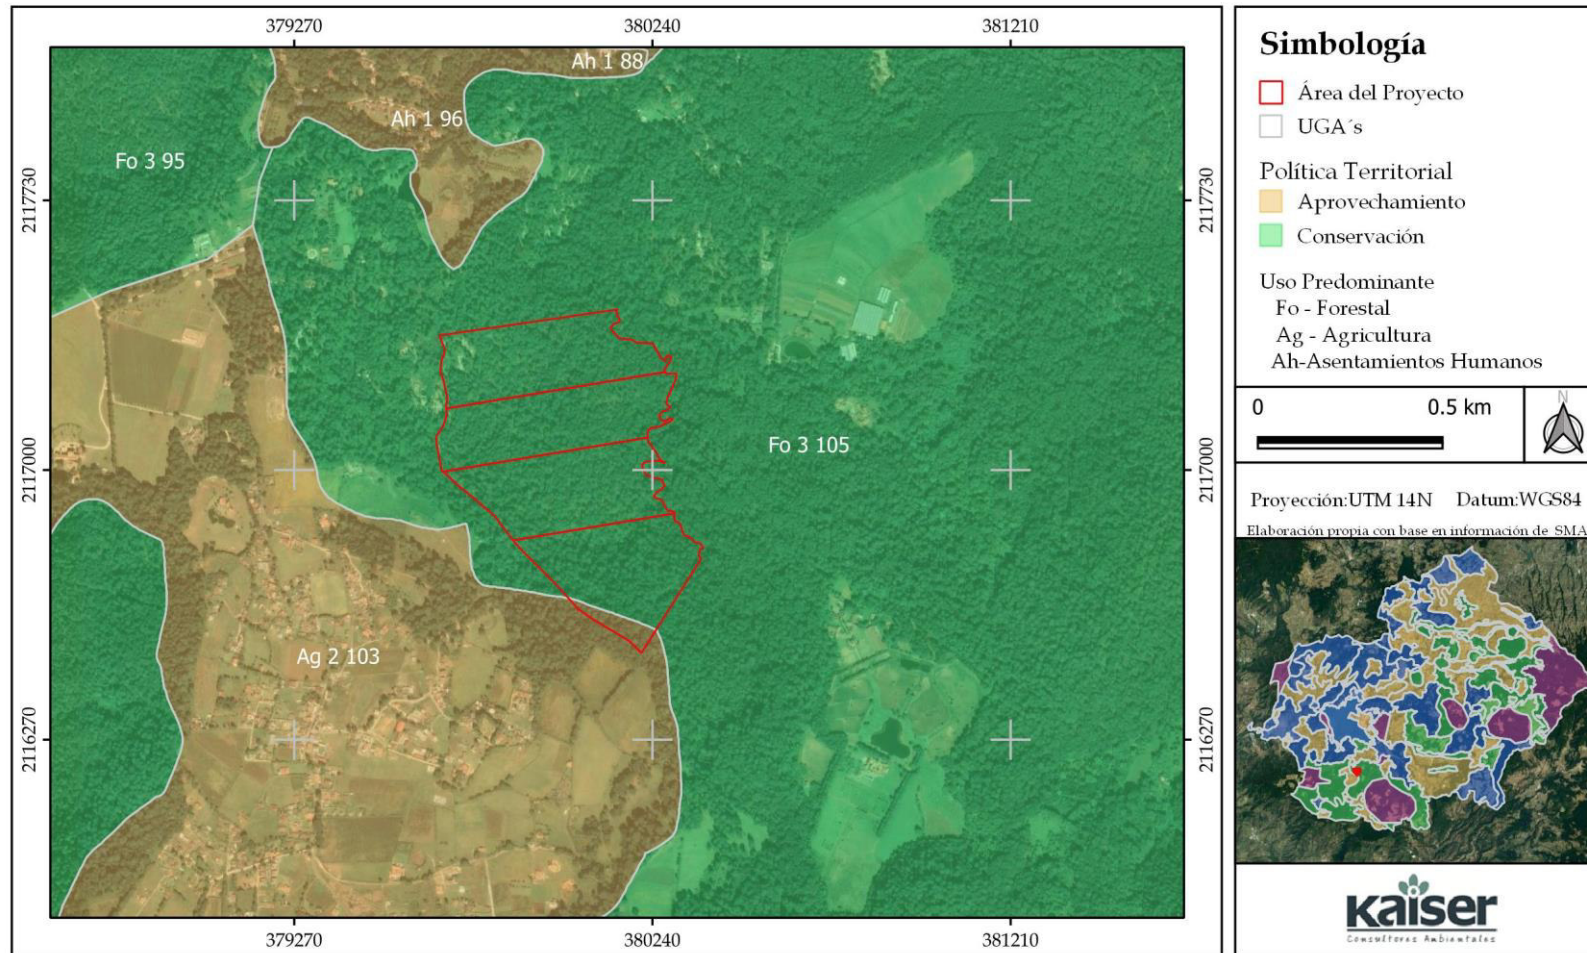 379270
380240
381210
Ah 1 88
Ah 1 96
Fo 3 95
2117730
2117730
Fo 3 105
2117000
2117000
Ag 2 103
2116270
2116270
379270
380240
381210
Simbología
Área del Proyecto
UGA´s
Política Territorial
Aprovechamiento
Conservación
Uso Predominante
Fo - Forestal
Ag - Agricultura
Ah-Asentamientos Humanos
0 0.5 km
N
Proyección:UTM 14N Datum:WGS84
Elaboración propia con base en información de SMA
Kaiser
Consultores Ambientales